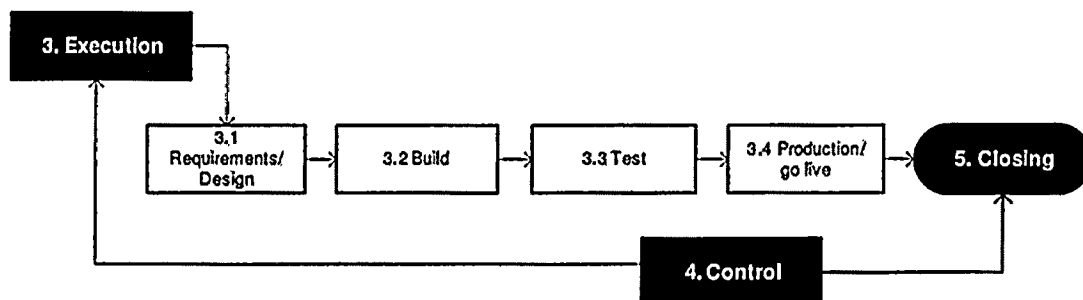 3. Execution
3.1
Requirements/
Design
3.2 Build
3.3 Test
3.4 Production/
go live
5. Closing
4. Control